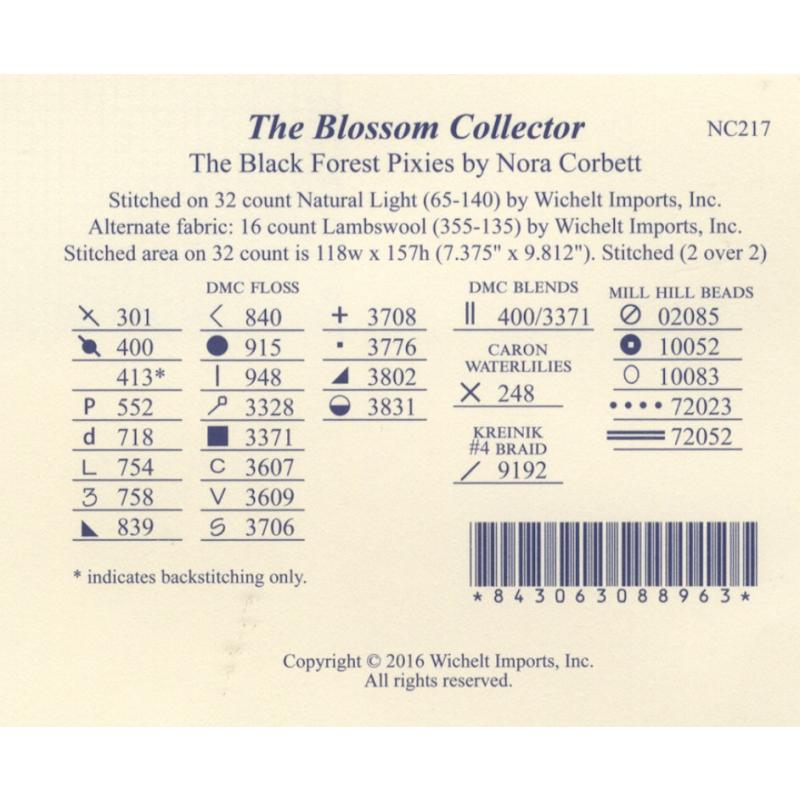 The Blossom Collector NC217
The Black Forest Pixies by Nora Corbett
Stitched on 32 count Natural Light (65-140) by Wichelt Imports, Inc.
Alternate fabric: 16 count Lambswool (355-135) by Wichelt Imports, Inc.
Stitched area on 32 count is 118w x 157h (7.375" x 9.812"). Stitched (2 over 2)
DMC FLOSS
301
400
413*
P 552
d 718
L 754
3 758
839
< 840
915
| 948
3328
3371
C 3607
V 3609
S 3706
+ 3708
3776
3802
3831
DMC BLENDS
|| 400/3371
CARON
WATERLILIES
X 248
KREINIK
#4 BRAID
/ 9192
MILL HILL BEADS
02085
10052
10083
72023
72052
* indicates backstitching only.
*843063088963*
Copyright © 2016 Wichelt Imports, Inc.
All rights reserved.